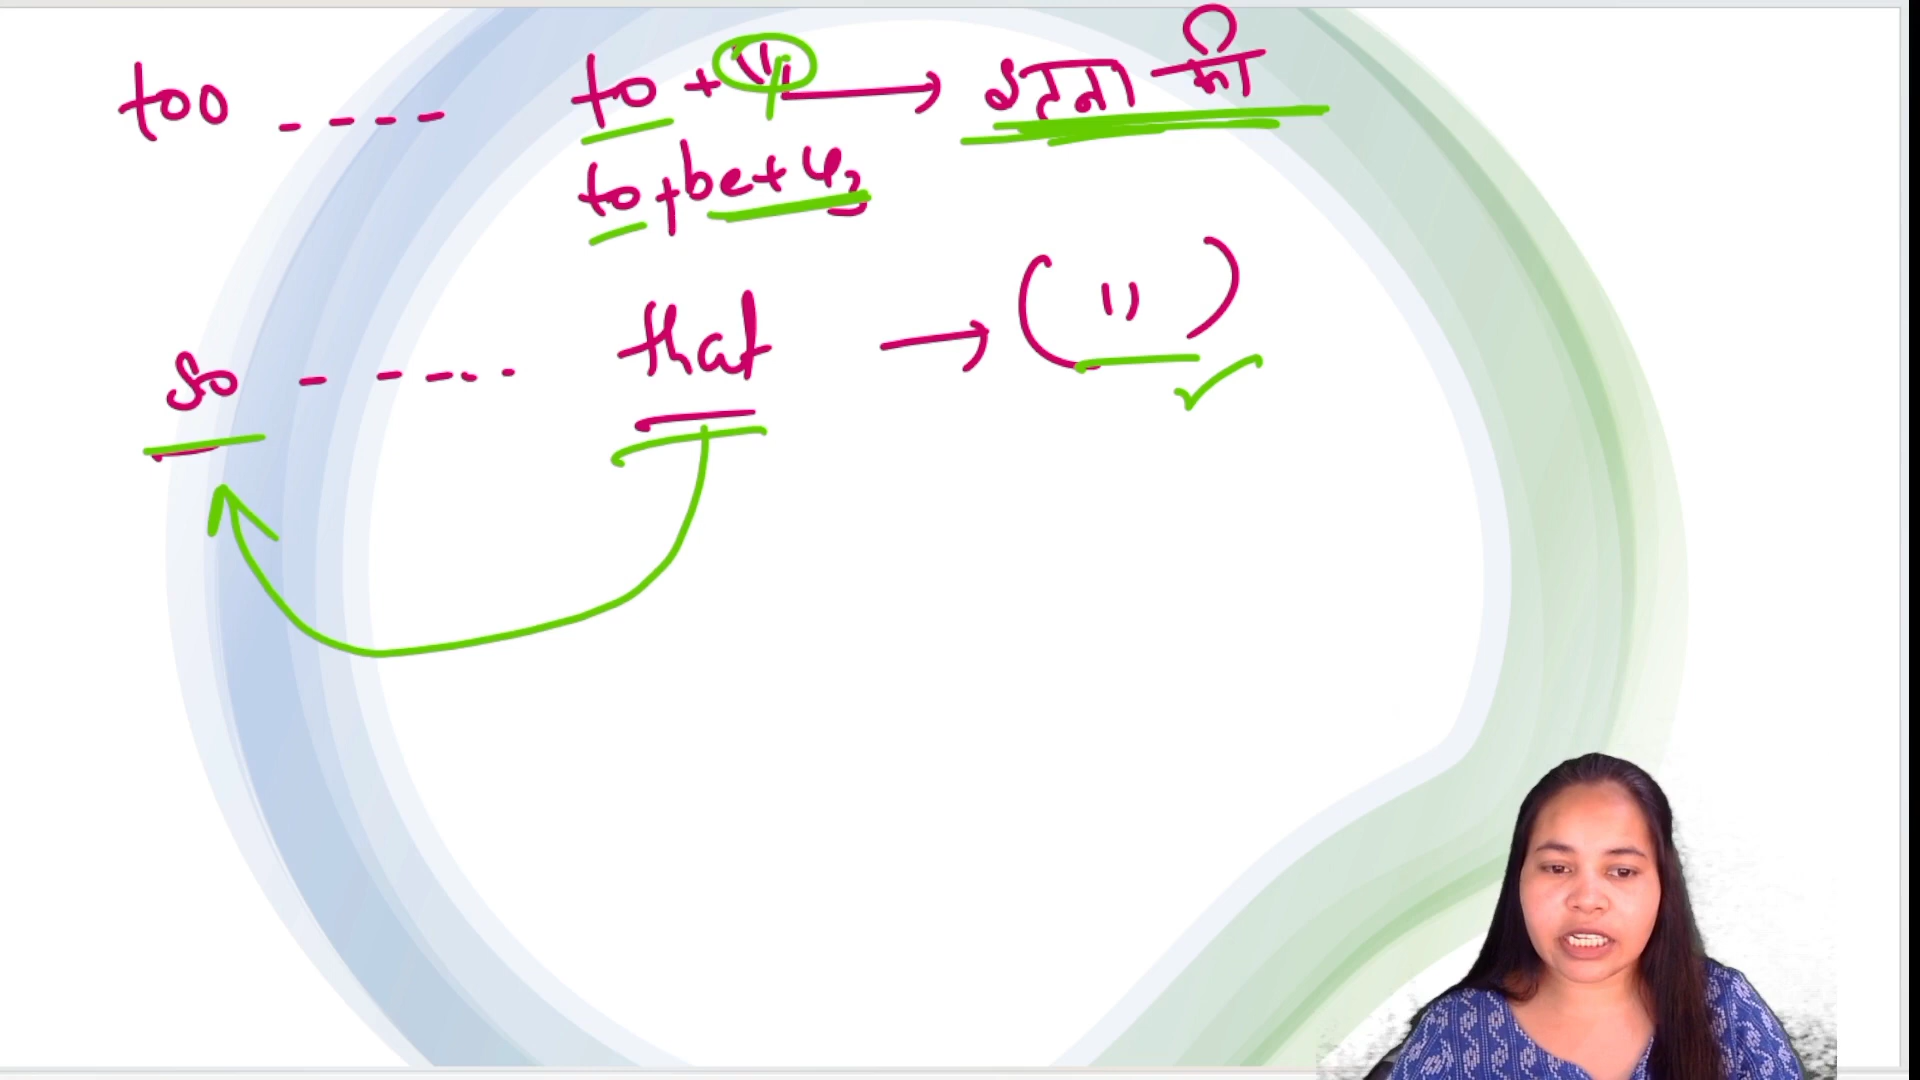 too ---- to + V₁ → इतना कि
to + be + V₃
so ----- that → ( " )